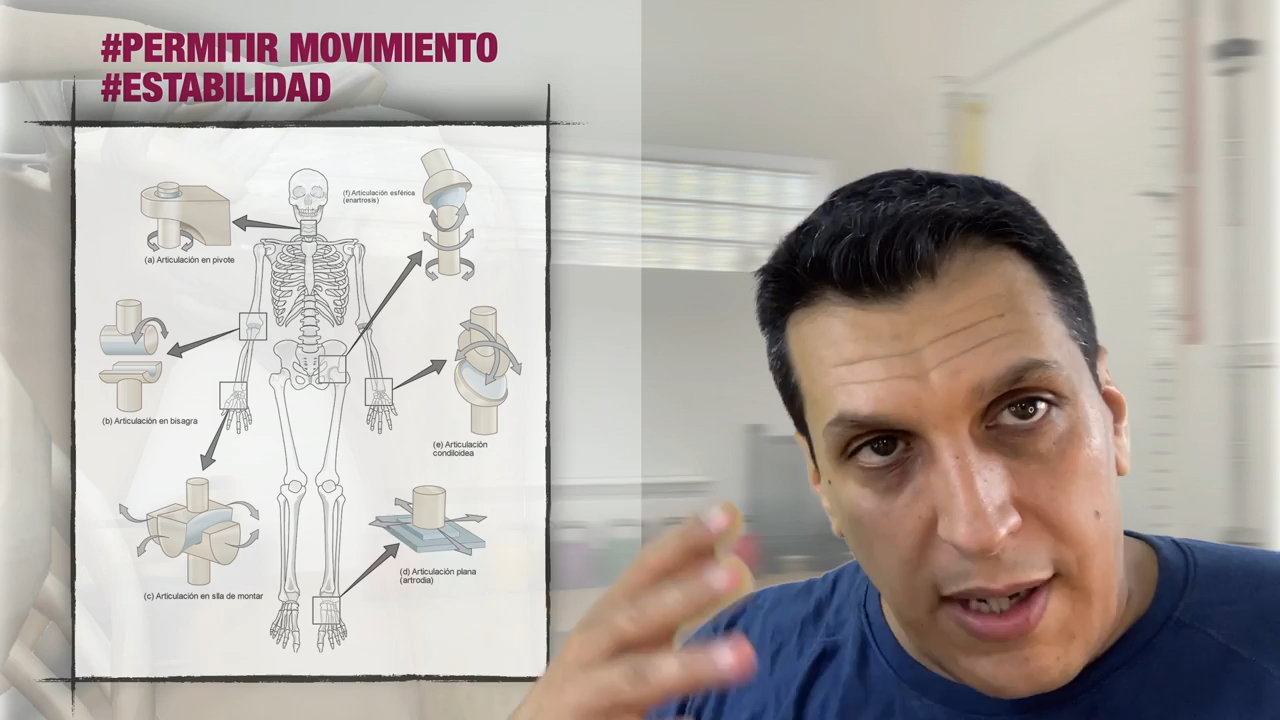 #PERMITIR MOVIMIENTO
#ESTABILIDAD
(f) Articulación esférica
(enartrosis)
(a) Articulación en pivote
(b) Articulación en bisagra
(e) Articulación
condiloidea
(d) Articulación plana
(artrodia)
(c) Articulación en slla de montar